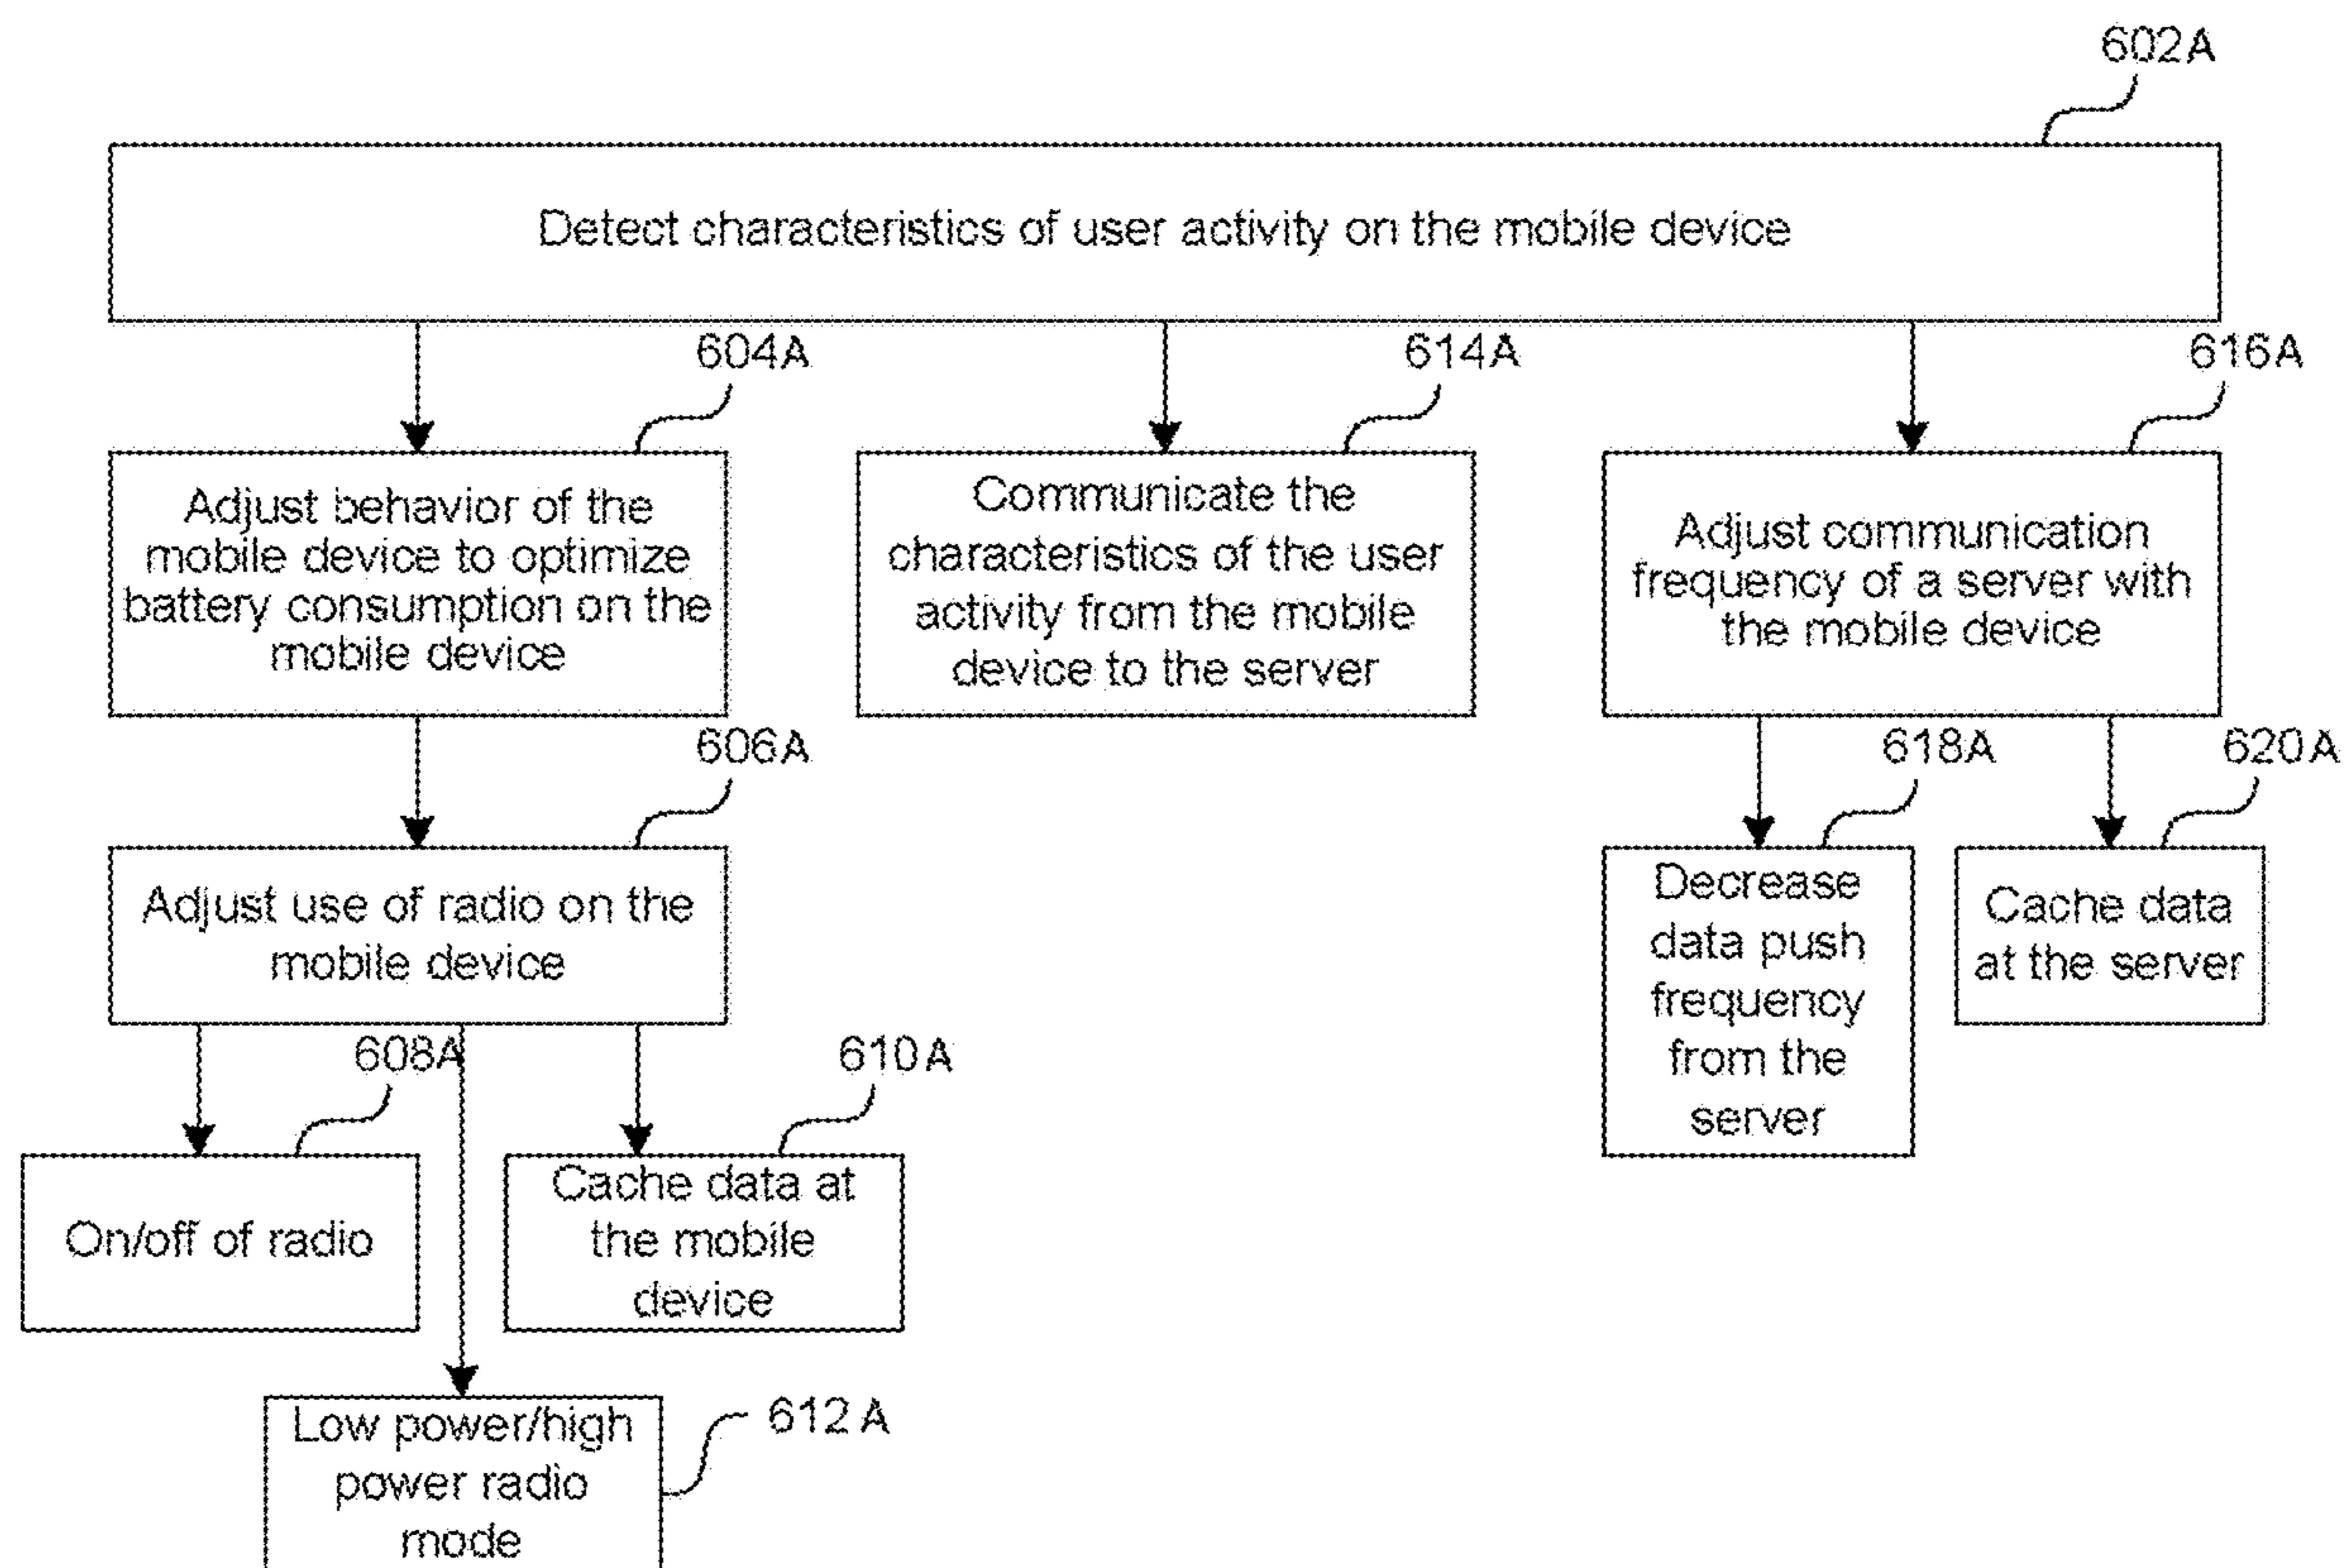 602A
Detect characteristics of user activity on the mobile device
604A
614A
616A
Adjust behavior of the
mobile device to optimize
battery consumption on the
mobile device
Communicate the
characteristics of the user
activity from the mobile
device to the server
Adjust communication
frequency of a server with
the mobile device
606A
618A
620A
Adjust use of radio on the
mobile device
Decrease
data push
frequency
from the
server
Cache data
at the server
608A
610A
On/off of radio
Cache data at
the mobile
device
612A
Low power/high
power radio
mode